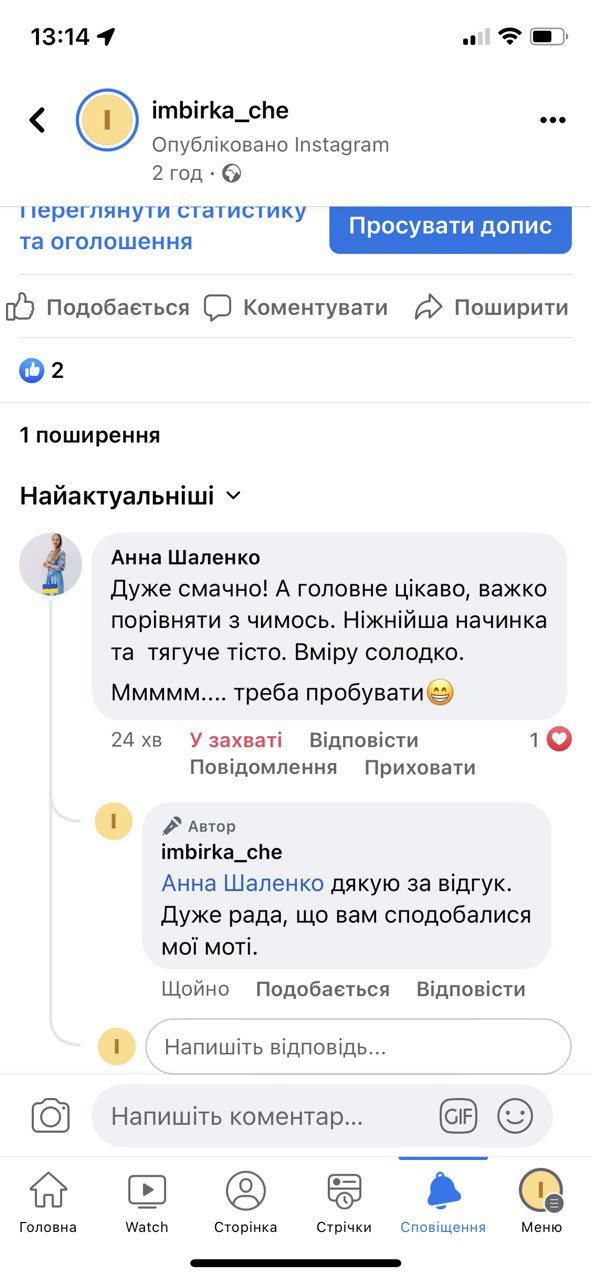 13:14
I
imbirka_che
Опубліковано Instagram
2 год ·
Переглянути статистику
та оголошення
Просувати допис
Подобається
Коментувати
Поширити
2
1 поширення
Найактуальніші
Анна Шаленко
Дуже смачно! А головне цікаво, важко
порівняти з чимось. Ніжнійша начинка
та тягуче тісто. Вміру солодко.
Ммммм.... треба пробувати😁
24 хв У захваті Відповісти 1
Повідомлення Приховати
I
Автор
imbirka_che
Анна Шаленко дякую за відгук.
Дуже рада, що вам сподобалися
мої моті.
Щойно Подобається Відповісти
I
Напишіть відповідь...
Напишіть коментар...
GIF
I
Головна Watch Сторінка Стрічки Сповіщення Меню